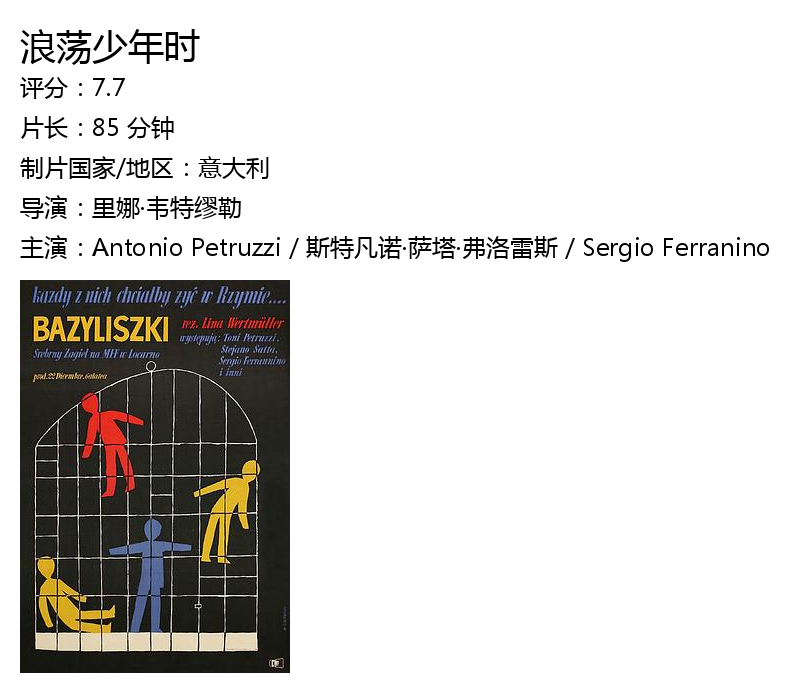 浪荡少年时
评分：7.7
片长：85 分钟
制片国家/地区：意大利
导演：里娜·韦特缪勒
主演：Antonio Petruzzi / 斯特凡诺·萨塔·弗洛雷斯 / Sergio Ferranino
każdy z nich chciałby żyć w Rzymie....
BAZYLISZKI
reż. Lina Wertmüller
występują: Toni Petruzzi.
Srebrny Żagiel na MFF w Locarno
Stefano Satta,
Sergio Ferrannino
i inni
prod. 22 Dicembre, Galatea